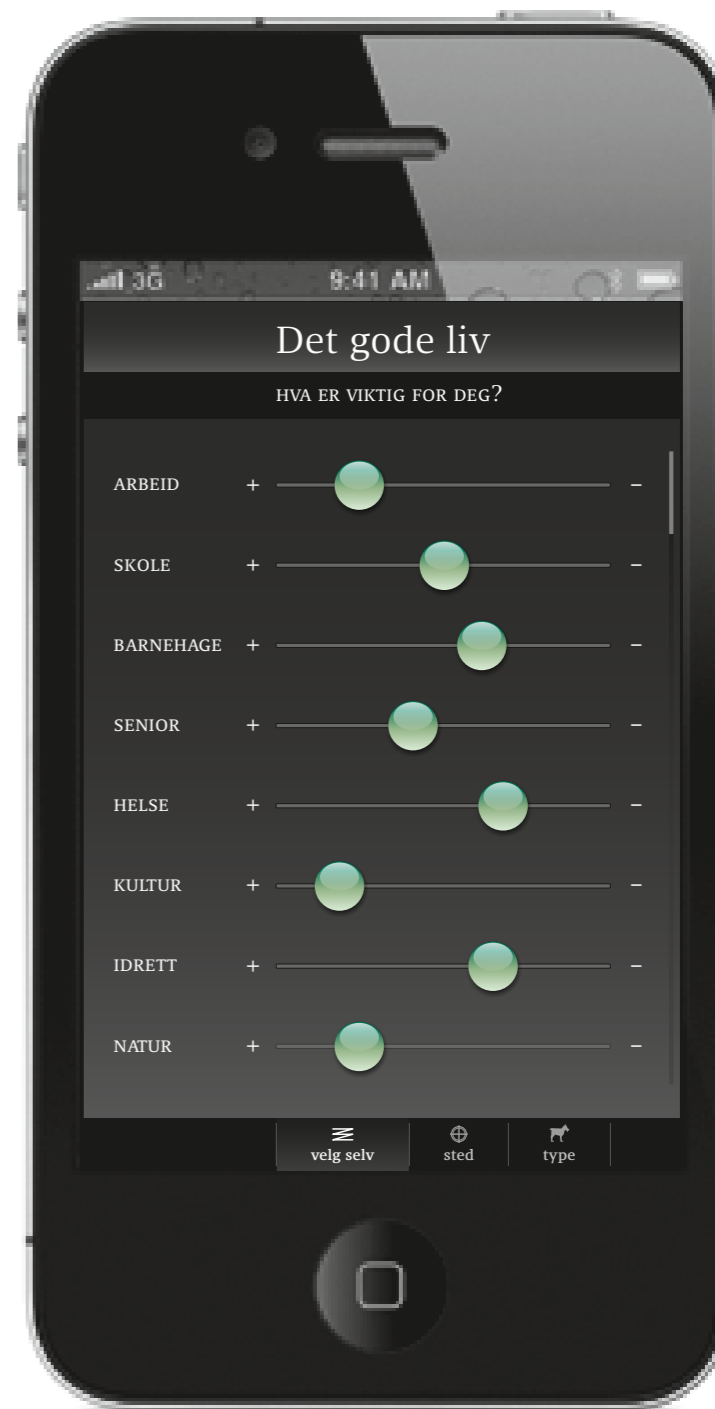 3G 9:41 AM
Det gode liv
HVA ER VIKTIG FOR DEG?
ARBEID + –
SKOLE + –
BARNEHAGE + –
SENIOR + –
HELSE + –
KULTUR + –
IDRETT + –
NATUR + –
velg selv sted type